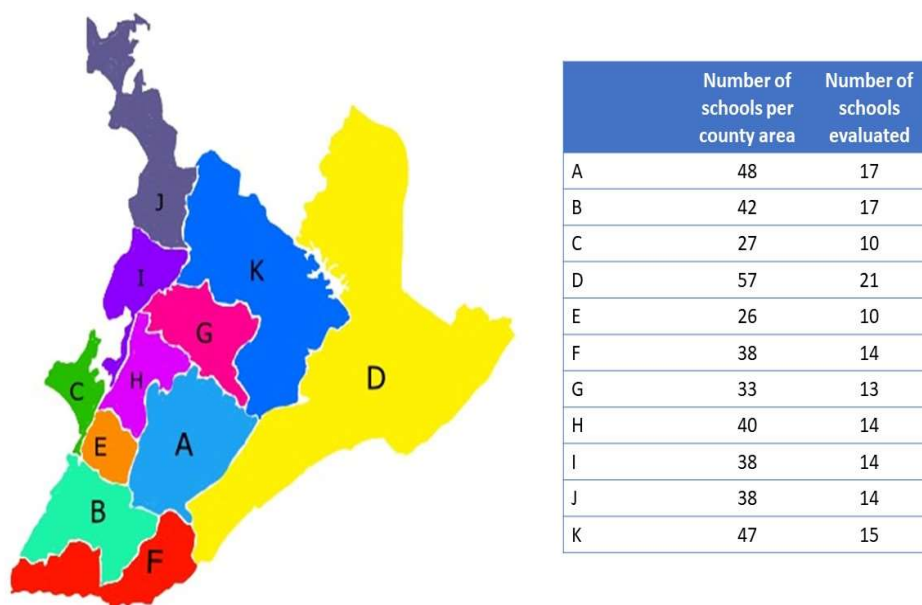 J
K
I
G
D
H
C
A
E
B
F
Number of schools per county area
Number of schools evaluated
A 48 17
B 42 17
C 27 10
D 57 21
E 26 10
F 38 14
G 33 13
H 40 14
I 38 14
J 38 14
K 47 15